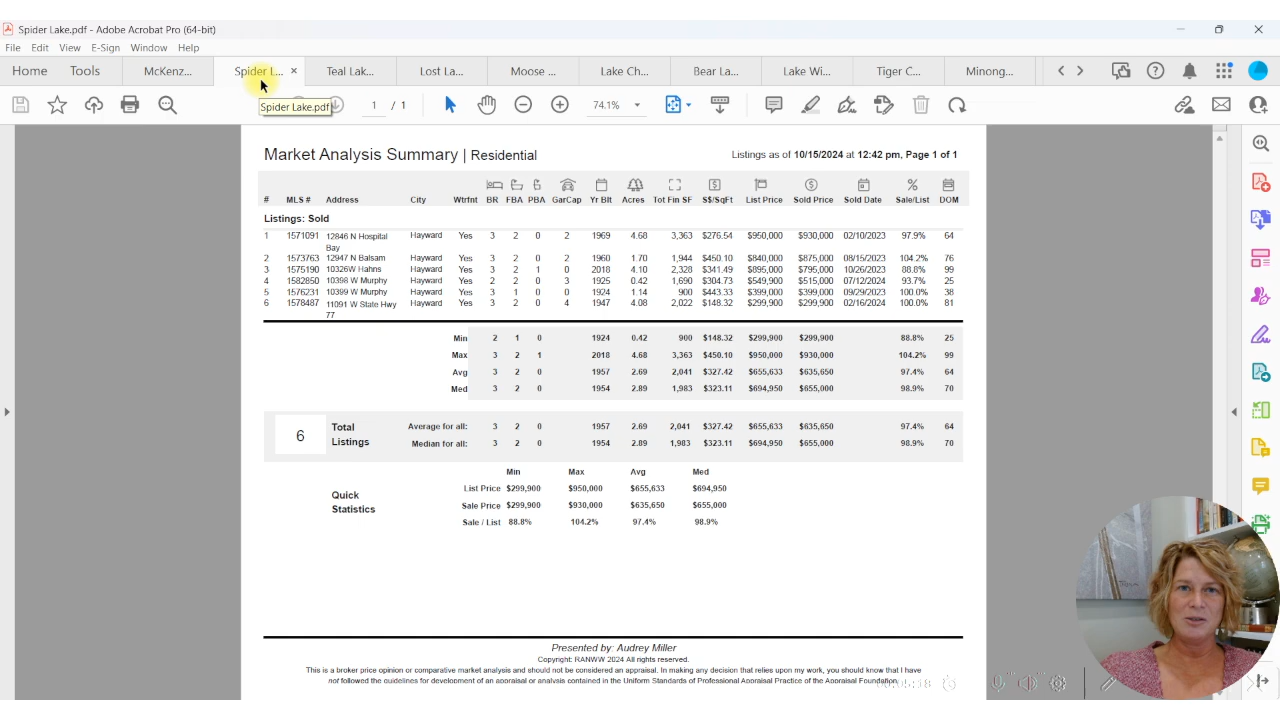 Spider Lake.pdf - Adobe Acrobat Pro (64-bit)
File Edit View E-Sign Window Help
Home Tools McKenz... Spider L... × Teal Lak... Lost La... Moose ... Lake Ch... Bear La... Lake Wi... Tiger C... Minong...
1 / 1 74.1%
Spider Lake.pdf
Market Analysis Summary | Residential
Listings as of 10/15/2024 at 12:42 pm, Page 1 of 1
# MLS # Address City Wtrfnt BR FBA PBA GarCap Yr Blt Acres Tot Fin SF S$/SqFt List Price Sold Price Sold Date Sale/List DOM
Listings: Sold
1 1571091 12846 N Hospital Hayward Yes 3 2 0 2 1969 4.68 3,363 $276.54 $950,000 $930,000 02/10/2023 97.9% 64
Bay
2 1573763 12947 N Balsam Hayward Yes 3 2 0 2 1960 1.70 1,944 $450.10 $840,000 $875,000 08/15/2023 104.2% 76
3 1575190 10326W Hahns Hayward Yes 3 2 1 0 2018 4.10 2,328 $341.49 $895,000 $795,000 10/26/2023 88.8% 99
4 1582850 10398 W Murphy Hayward Yes 2 2 0 3 1925 0.42 1,690 $304.73 $549,900 $515,000 07/12/2024 93.7% 25
5 1576231 10399 W Murphy Hayward Yes 3 1 0 0 1924 1.14 900 $443.33 $399,000 $399,000 09/29/2023 100.0% 38
6 1578487 11091 W State Hwy Hayward Yes 3 2 0 4 1947 4.08 2,022 $148.32 $299,900 $299,900 02/16/2024 100.0% 81
77
Min 2 1 0 1924 0.42 900 $148.32 $299,900 $299,900 88.8% 25
Max 3 2 1 2018 4.68 3,363 $450.10 $950,000 $930,000 104.2% 99
Avg 3 2 0 1957 2.69 2,041 $327.42 $655,633 $635,650 97.4% 64
Med 3 2 0 1954 2.89 1,983 $323.11 $694,950 $655,000 98.9% 70
6 Total Average for all: 3 2 0 1957 2.69 2,041 $327.42 $655,633 $635,650 97.4% 64
Listings Median for all: 3 2 0 1954 2.89 1,983 $323.11 $694,950 $655,000 98.9% 70
Min Max Avg Med
Quick List Price $299,900 $950,000 $655,633 $694,950
Statistics Sale Price $299,900 $930,000 $635,650 $655,000
Sale / List 88.8% 104.2% 97.4% 98.9%
Presented by: Audrey Miller
Copyright: RANWW 2024 All rights reserved.
This is a broker price opinion or comparative market analysis and should not be considered an appraisal. In making any decision that relies upon my work, you should know that I have
not followed the guidelines for development of an appraisal or analysis contained in the Uniform Standards of Professional Appraisal Practice of the Appraisal Foundation.